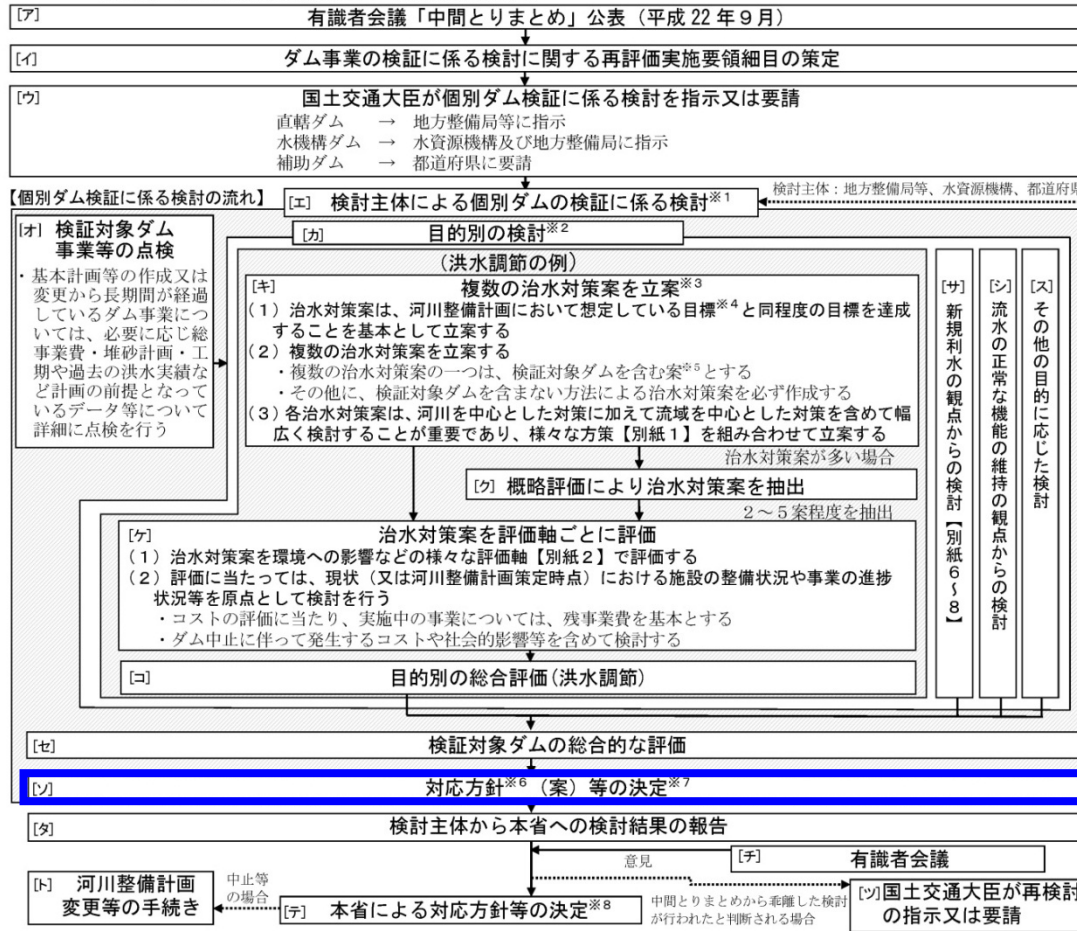 [ア] 有識者会議「中間とりまとめ」公表（平成22年９月）
[イ] ダム事業の検証に係る検討に関する再評価実施要領細目の策定
[ウ] 国土交通大臣が個別ダム検証に係る検討を指示又は要請
直轄ダム → 地方整備局等に指示
水機構ダム → 水資源機構及び地方整備局に指示
補助ダム → 都道府県に要請
【個別ダム検証に係る検討の流れ】
[エ] 検討主体による個別ダムの検証に係る検討※1
検討主体：地方整備局等、水資源機構、都道府県
[オ] 検証対象ダム
事業等の点検
・基本計画等の作成又は
変更から長期間が経過
しているダム事業につ
いては、必要に応じ総
事業費・堆砂計画・工
期や過去の洪水実績な
ど計画の前提となって
いるデータ等について
詳細に点検を行う
[カ] 目的別の検討※2
(洪水調節の例)
[キ] 複数の治水対策案を立案※3
（１）治水対策案は、河川整備計画において想定している目標※4と同程度の目標を達成
することを基本として立案する
（２）複数の治水対策案を立案する
・複数の治水対策案の一つは、検証対象ダムを含む案※5とする
・その他に、検証対象ダムを含まない方法による治水対策案を必ず作成する
（３）各治水対策案は、河川を中心とした対策に加えて流域を中心とした対策を含めて幅
広く検討することが重要であり、様々な方策【別紙１】を組み合わせて立案する
治水対策案が多い場合
[ク] 概略評価により治水対策案を抽出
２～５案程度を抽出
[ケ] 治水対策案を評価軸ごとに評価
（１）治水対策案を環境への影響などの様々な評価軸【別紙２】で評価する
（２）評価に当たっては、現状（又は河川整備計画策定時点）における施設の整備状況や事業の進捗
状況等を原点として検討を行う
・コストの評価に当たり、実施中の事業については、残事業費を基本とする
・ダム中止に伴って発生するコストや社会的影響等を含めて検討する
[コ] 目的別の総合評価(洪水調節)
[サ] 新規利水の観点からの検討【別紙６～８】
[シ] 流水の正常な機能の維持の観点からの検討
[ス] その他の目的に応じた検討
[セ] 検証対象ダムの総合的な評価
[ソ] 対応方針※6（案）等の決定※7
[タ] 検討主体から本省への検討結果の報告
意見
[チ] 有識者会議
[ト] 河川整備計画
変更等の手続き
中止等
の場合
[テ] 本省による対応方針等の決定※8
中間とりまとめから乖離した検討
が行われたと判断される場合
[ツ] 国土交通大臣が再検討
の指示又は要請